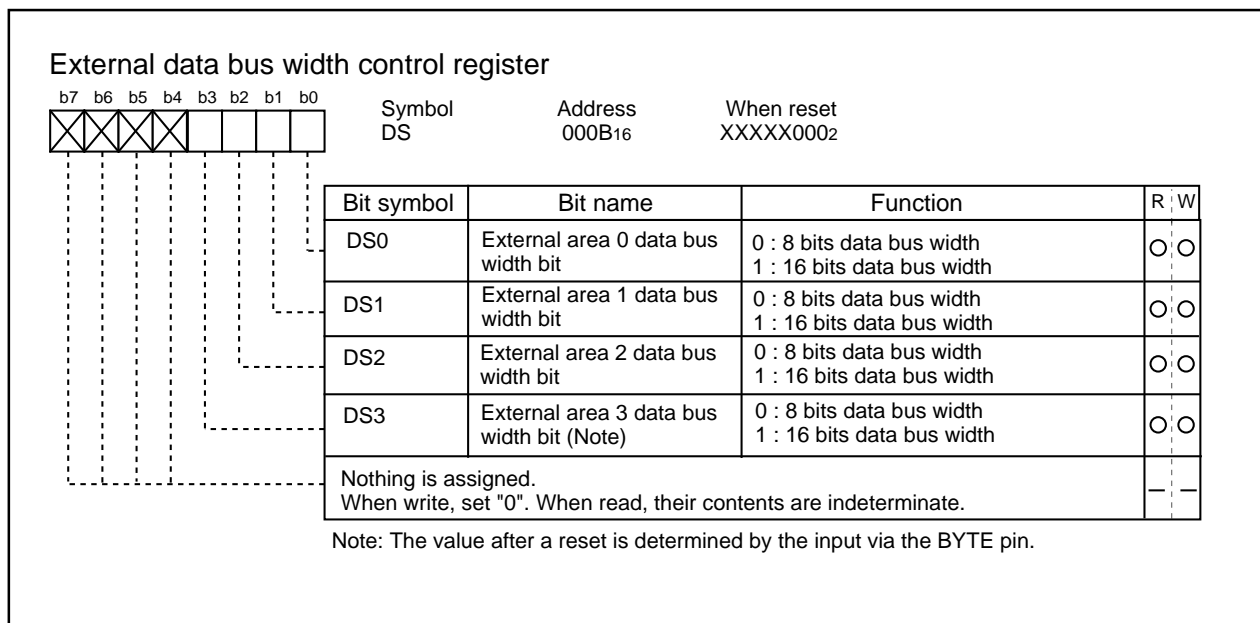 External data bus width control register
b7 b6 b5 b4 b3 b2 b1 b0
Symbol Address When reset
DS 000B16 XXXXX0002
Bit symbol Bit name Function R W
DS0 External area 0 data bus 0 : 8 bits data bus width
width bit 1 : 16 bits data bus width
DS1 External area 1 data bus 0 : 8 bits data bus width
width bit 1 : 16 bits data bus width
DS2 External area 2 data bus 0 : 8 bits data bus width
width bit 1 : 16 bits data bus width
DS3 External area 3 data bus 0 : 8 bits data bus width
width bit (Note) 1 : 16 bits data bus width
Nothing is assigned.
When write, set "0". When read, their contents are indeterminate. – –
Note: The value after a reset is determined by the input via the BYTE pin.